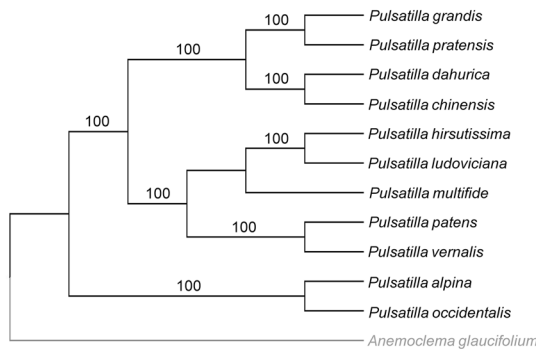 100
Pulsatilla grandis
Pulsatilla pratensis
100
100
Pulsatilla dahurica
Pulsatilla chinensis
100
100
Pulsatilla hirsutissima
Pulsatilla ludoviciana
100
Pulsatilla multifide
100
Pulsatilla patens
Pulsatilla vernalis
100
Pulsatilla alpina
Pulsatilla occidentalis
Anemoclema glaucifolium